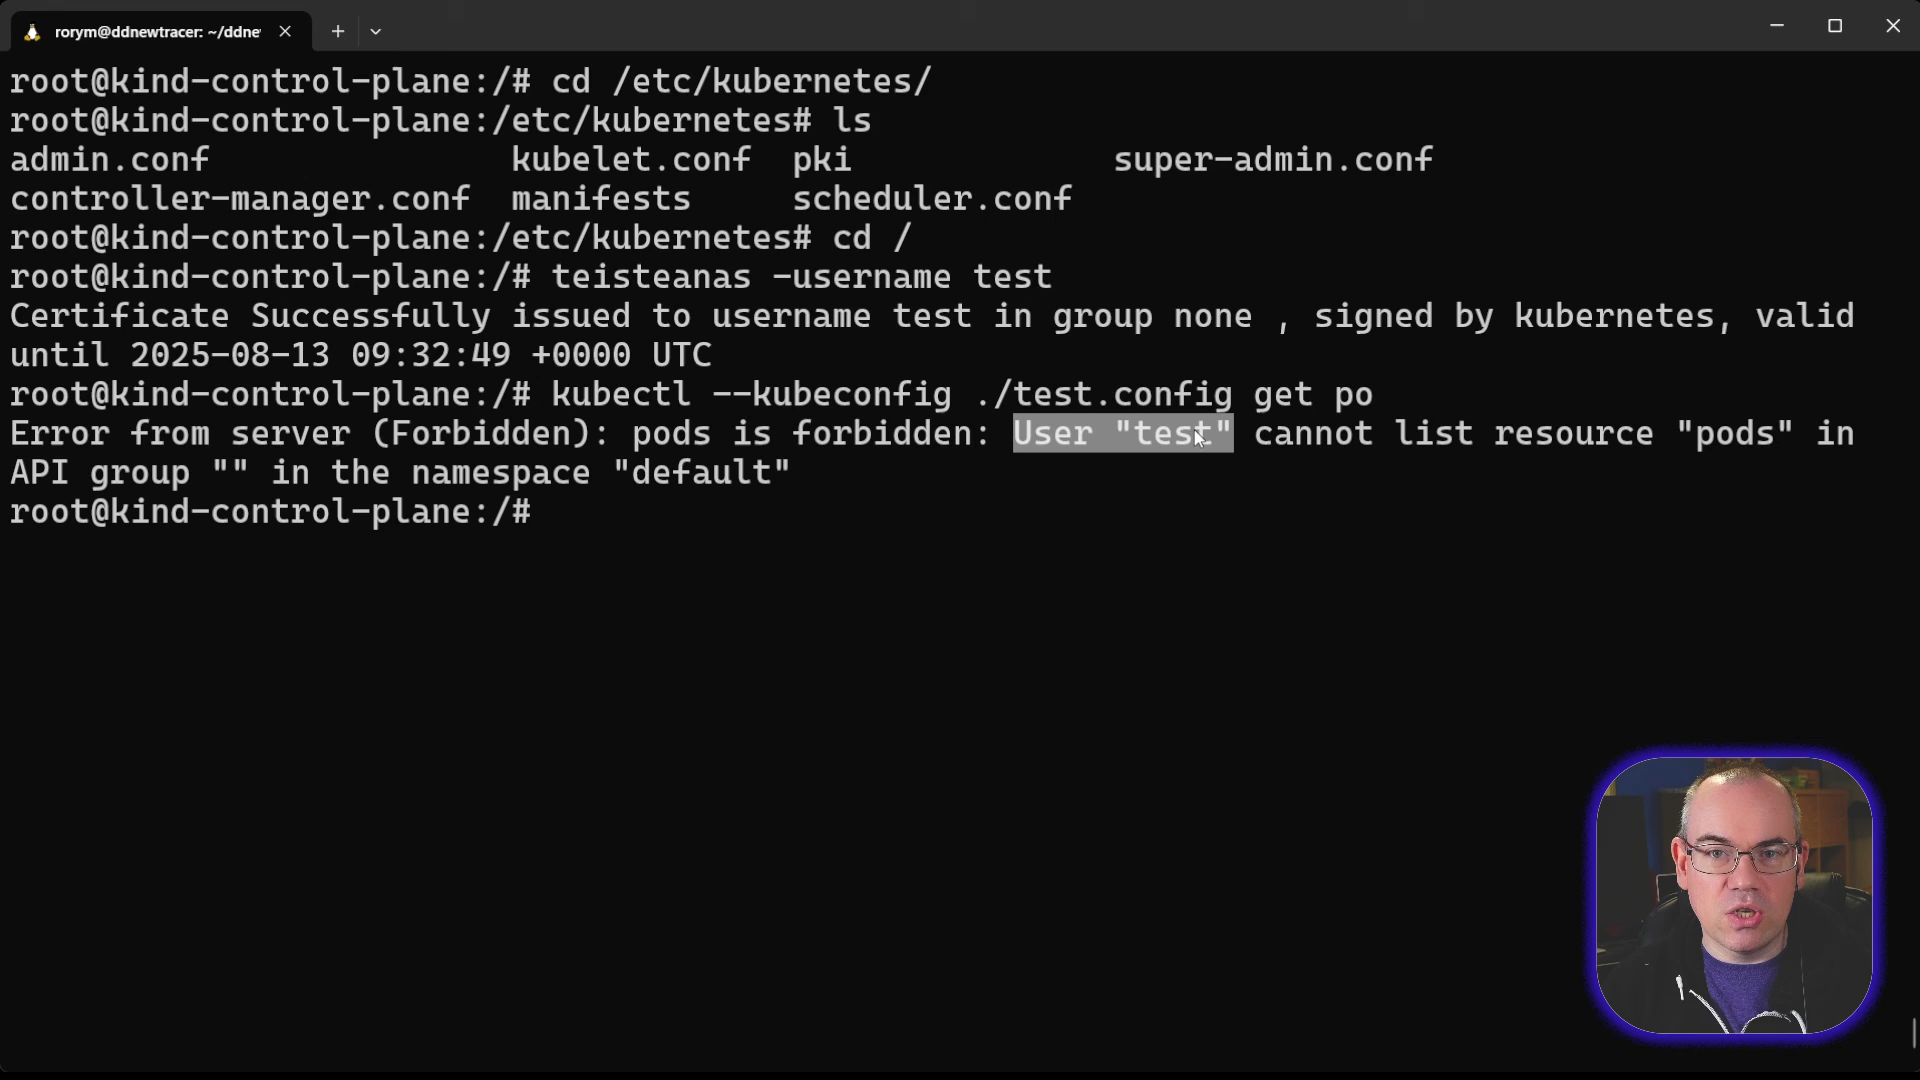 rorym@ddnewtracer: ~/ddne
root@kind-control-plane:/# cd /etc/kubernetes/
root@kind-control-plane:/etc/kubernetes# ls
admin.conf kubelet.conf pki super-admin.conf
controller-manager.conf manifests scheduler.conf
root@kind-control-plane:/etc/kubernetes# cd /
root@kind-control-plane:/# teisteanas -username test
Certificate Successfully issued to username test in group none , signed by kubernetes, valid
until 2025-08-13 09:32:49 +0000 UTC
root@kind-control-plane:/# kubectl --kubeconfig ./test.config get po
Error from server (Forbidden): pods is forbidden: User "test" cannot list resource "pods" in
API group "" in the namespace "default"
root@kind-control-plane:/#